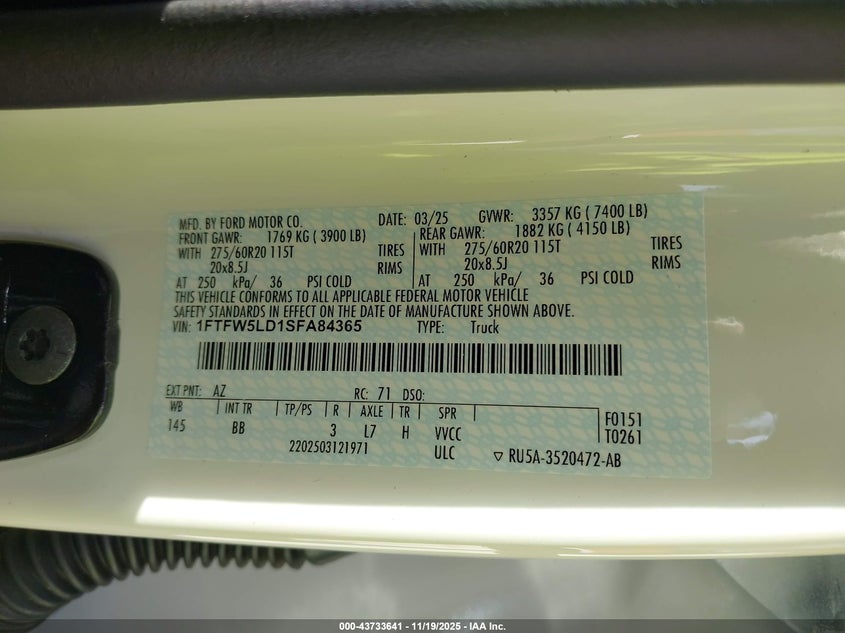 MFD. BY FORD MOTOR CO. DATE: 03/25 GVWR: 3357 KG ( 7400 LB)
FRONT GAWR: 1769 KG ( 3900 LB) REAR GAWR: 1882 KG ( 4150 LB)
WITH 275/60R20 115T TIRES WITH 275/60R20 115T TIRES
20x8.5J RIMS 20x8.5J RIMS
AT 250 kPa/ 36 PSI COLD AT 250 kPa/ 36 PSI COLD
THIS VEHICLE CONFORMS TO ALL APPLICABLE FEDERAL MOTOR VEHICLE
SAFETY STANDARDS IN EFFECT ON THE DATE OF MANUFACTURE SHOWN ABOVE.
VIN: 1FTFW5LD1SFA84365 TYPE: Truck
EXT PNT: AZ RC: 71 DSO:
WB INT TR TP/PS R AXLE TR SPR F0151
145 BB 3 L7 H VVCC T0261
2202503121971 ULC ▽ RU5A-3520472-AB
000-43733641 - 11/19/2025 - IAA Inc.